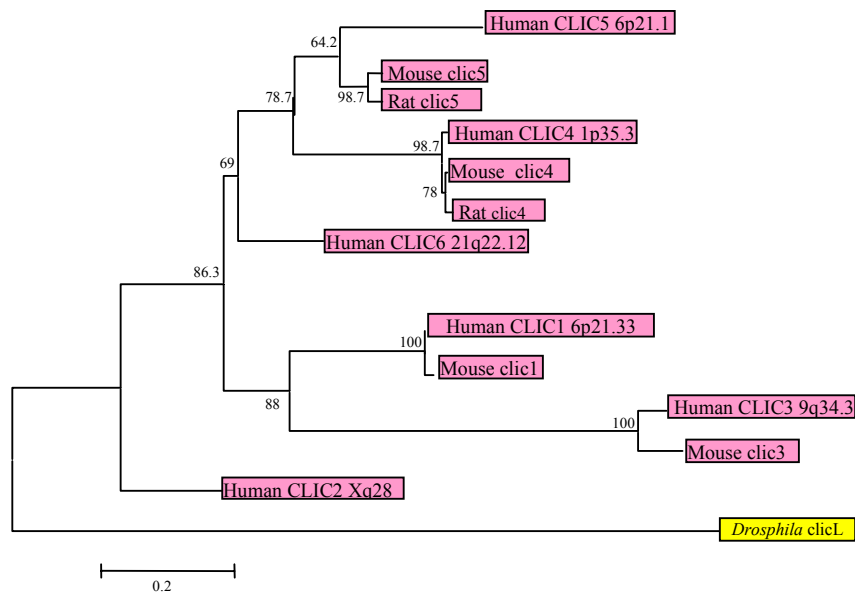 Human CLIC5 6p21.1
64.2
Mouse clic5
98.7
Rat clic5
78.7
Human CLIC4 1p35.3
98.7
Mouse clic4
78
Rat clic4
69
Human CLIC6 21q22.12
86.3
Human CLIC1 6p21.33
100
Mouse clic1
88
Human CLIC3 9q34.3
100
Mouse clic3
Human CLIC2 Xq28
Drosphila clicL
0.2